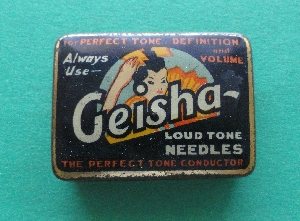 for PERFECT TONE DEFINITION
and
VOLUME
Always
Use—
Geisha-
LOUD TONE
NEEDLES
THE PERFECT TONE CONDUCTOR